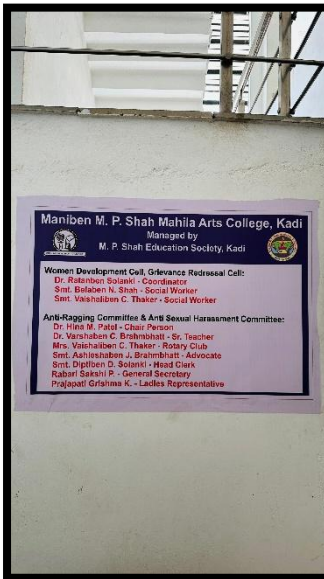 Maniben M. P. Shah Mahila Arts College, Kadi
Managed by
M. P. Shah Education Society, Kadi
Women Development Cell, Grievance Redressal Cell:
Dr. Ratanben Solanki - Coordinator
Smt. Belaben N. Shah - Social Worker
Smt. Vaishaliben C. Thaker - Social Worker
Anti-Ragging Committee & Anti Sexual Harassment Committee:
Dr. Hina M. Patel - Chair Person
Dr. Varshaben C. Brahmbhatt - Sr. Teacher
Mrs. Vaishaliben C. Thaker - Rotary Club
Smt. Ashleshaben J. Brahmbhatt - Advocate
Smt. Diptiben D. Solanki - Head Clerk
Rabari Sakshi P. - General Secretary
Prajapati Grishma K. - Ladies Representative